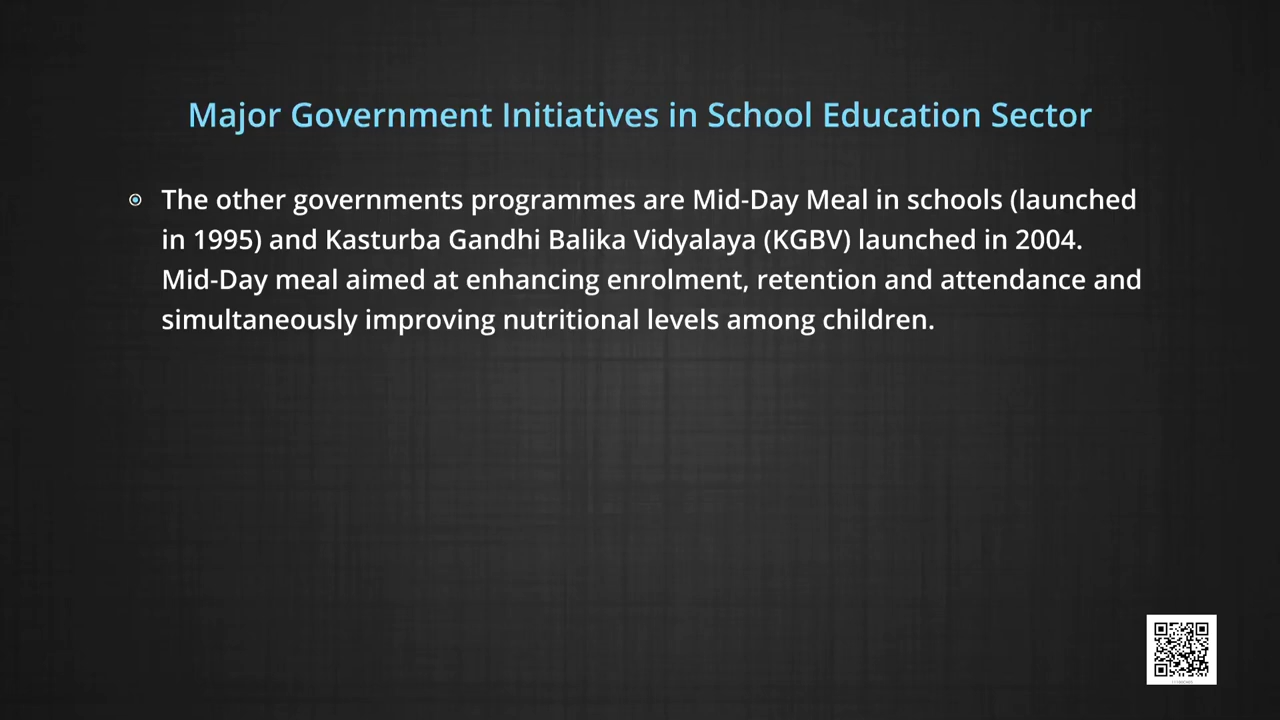 Major Government Initiatives in School Education Sector
The other governments programmes are Mid-Day Meal in schools (launched
in 1995) and Kasturba Gandhi Balika Vidyalaya (KGBV) launched in 2004.
Mid-Day meal aimed at enhancing enrolment, retention and attendance and
simultaneously improving nutritional levels among children.